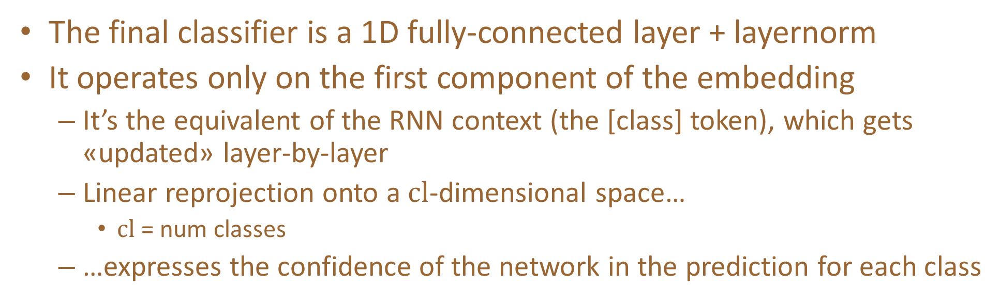 • The final classifier is a 1D fully-connected layer + layernorm
• It operates only on the first component of the embedding
– It’s the equivalent of the RNN context (the [class] token), which gets
«updated» layer-by-layer
– Linear reprojection onto a cl-dimensional space…
• cl = num classes
– …expresses the confidence of the network in the prediction for each class